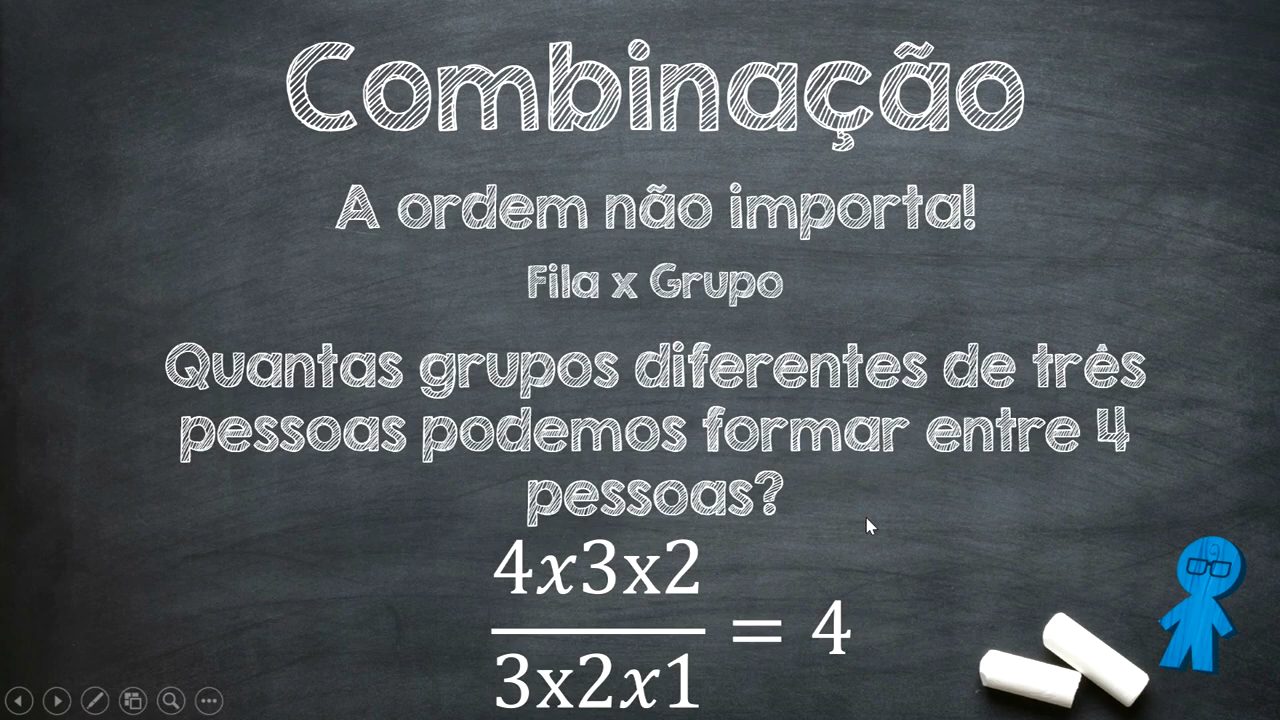 Combinação
A ordem não importa!
Fila x Grupo
Quantas grupos diferentes de três
pessoas podemos formar entre 4
pessoas?
4x3x2
= 4
3x2x1